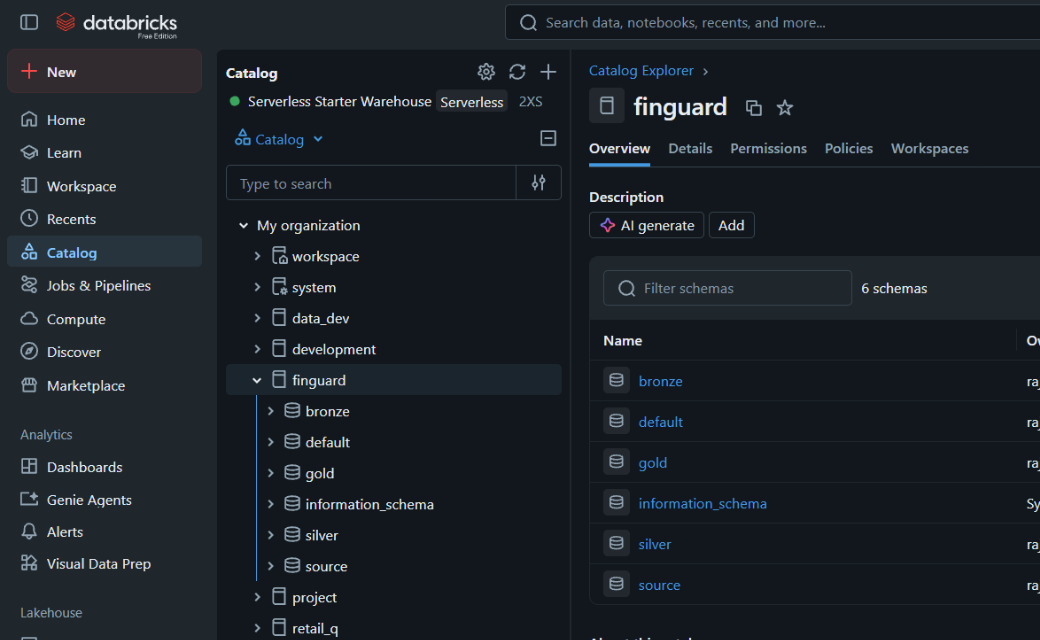 databricks
Free Edition
Search data, notebooks, recents, and more...
New
Home
Learn
Workspace
Recents
Catalog
Jobs & Pipelines
Compute
Discover
Marketplace
Analytics
Dashboards
Genie Agents
Alerts
Visual Data Prep
Lakehouse
Catalog
Serverless Starter Warehouse Serverless 2XS
Catalog
Type to search
My organization
workspace
system
data_dev
development
finguard
bronze
default
gold
information_schema
silver
source
project
retail_q
Catalog Explorer ›
finguard
Overview Details Permissions Policies Workspaces
Description
AI generate Add
Filter schemas 6 schemas
Name
bronze
default
gold
information_schema Sy
silver
source